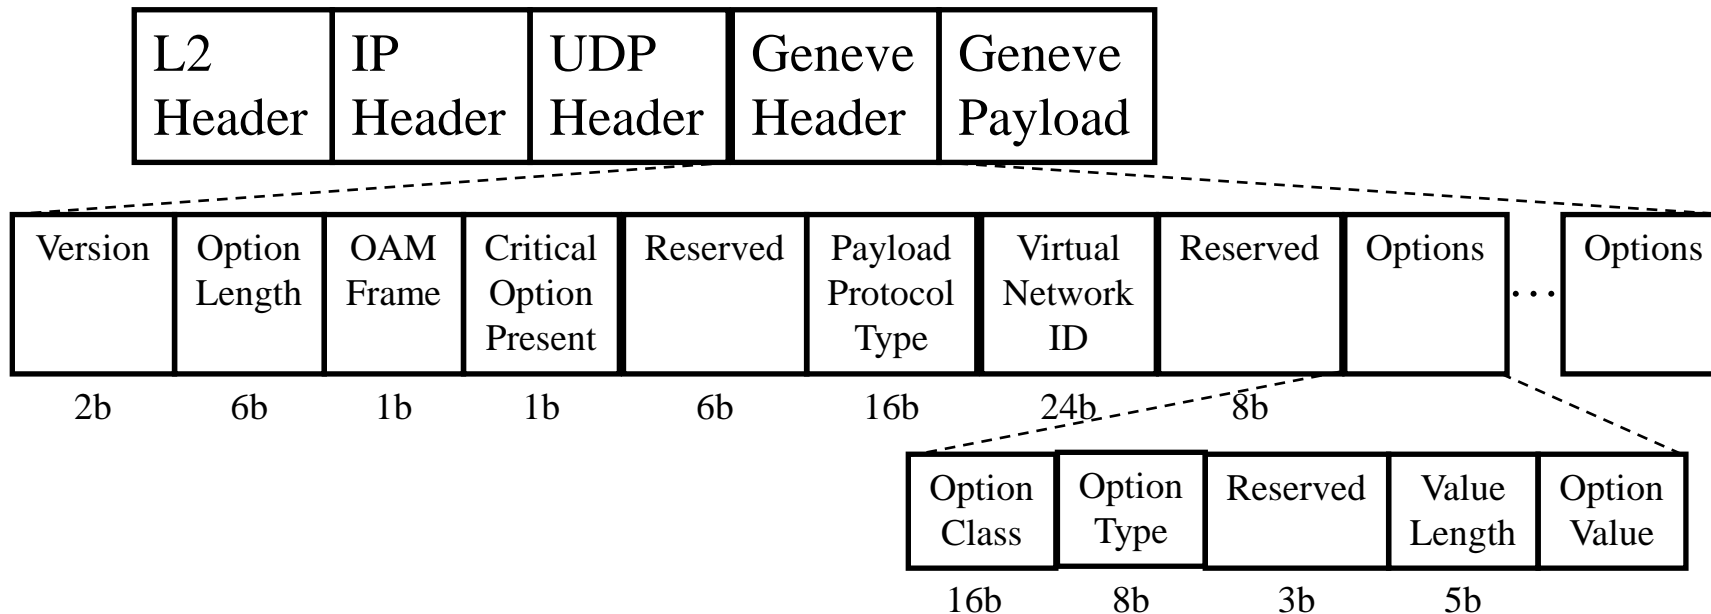 L2
Header
IP
Header
UDP
Header
Geneve
Header
Geneve
Payload
Version
Option
Length
OAM
Frame
Critical
Option
Present
Reserved
Payload
Protocol
Type
Virtual
Network
ID
Reserved
Options
...
Options
2b
6b
1b
1b
6b
16b
24b
8b
Option
Class
Option
Type
Reserved
Value
Length
Option
Value
16b
8b
3b
5b